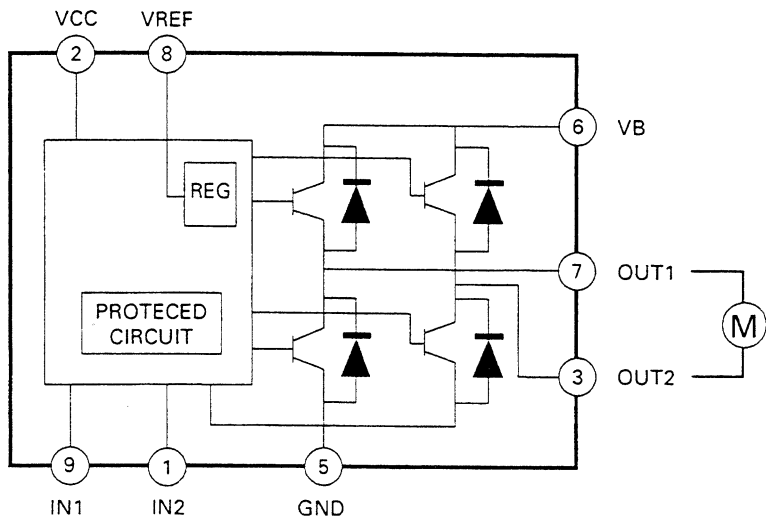 VCC VREF
2 8
6 VB
REG
7 OUT1
PROTECED
CIRCUIT
M
3 OUT2
9 1 5
IN1 IN2 GND